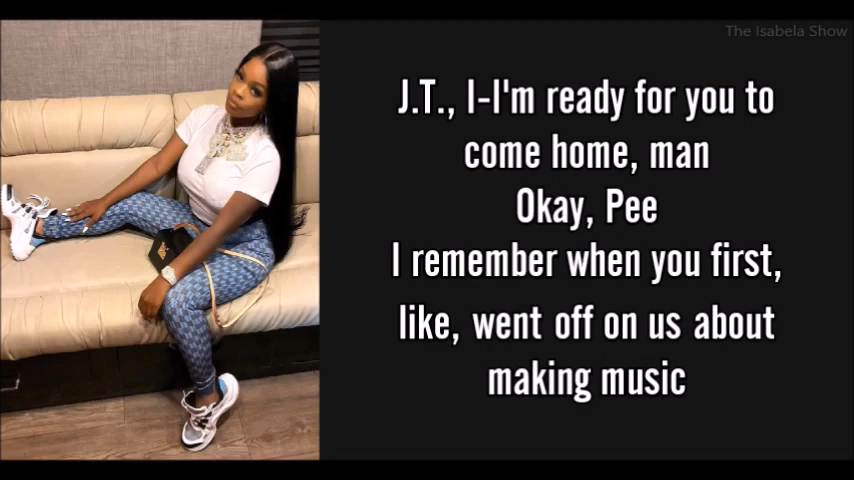 The Isabela Show
J.T., I-I'm ready for you to
come home, man
Okay, Pee
I remember when you first,
like, went off on us about
making music